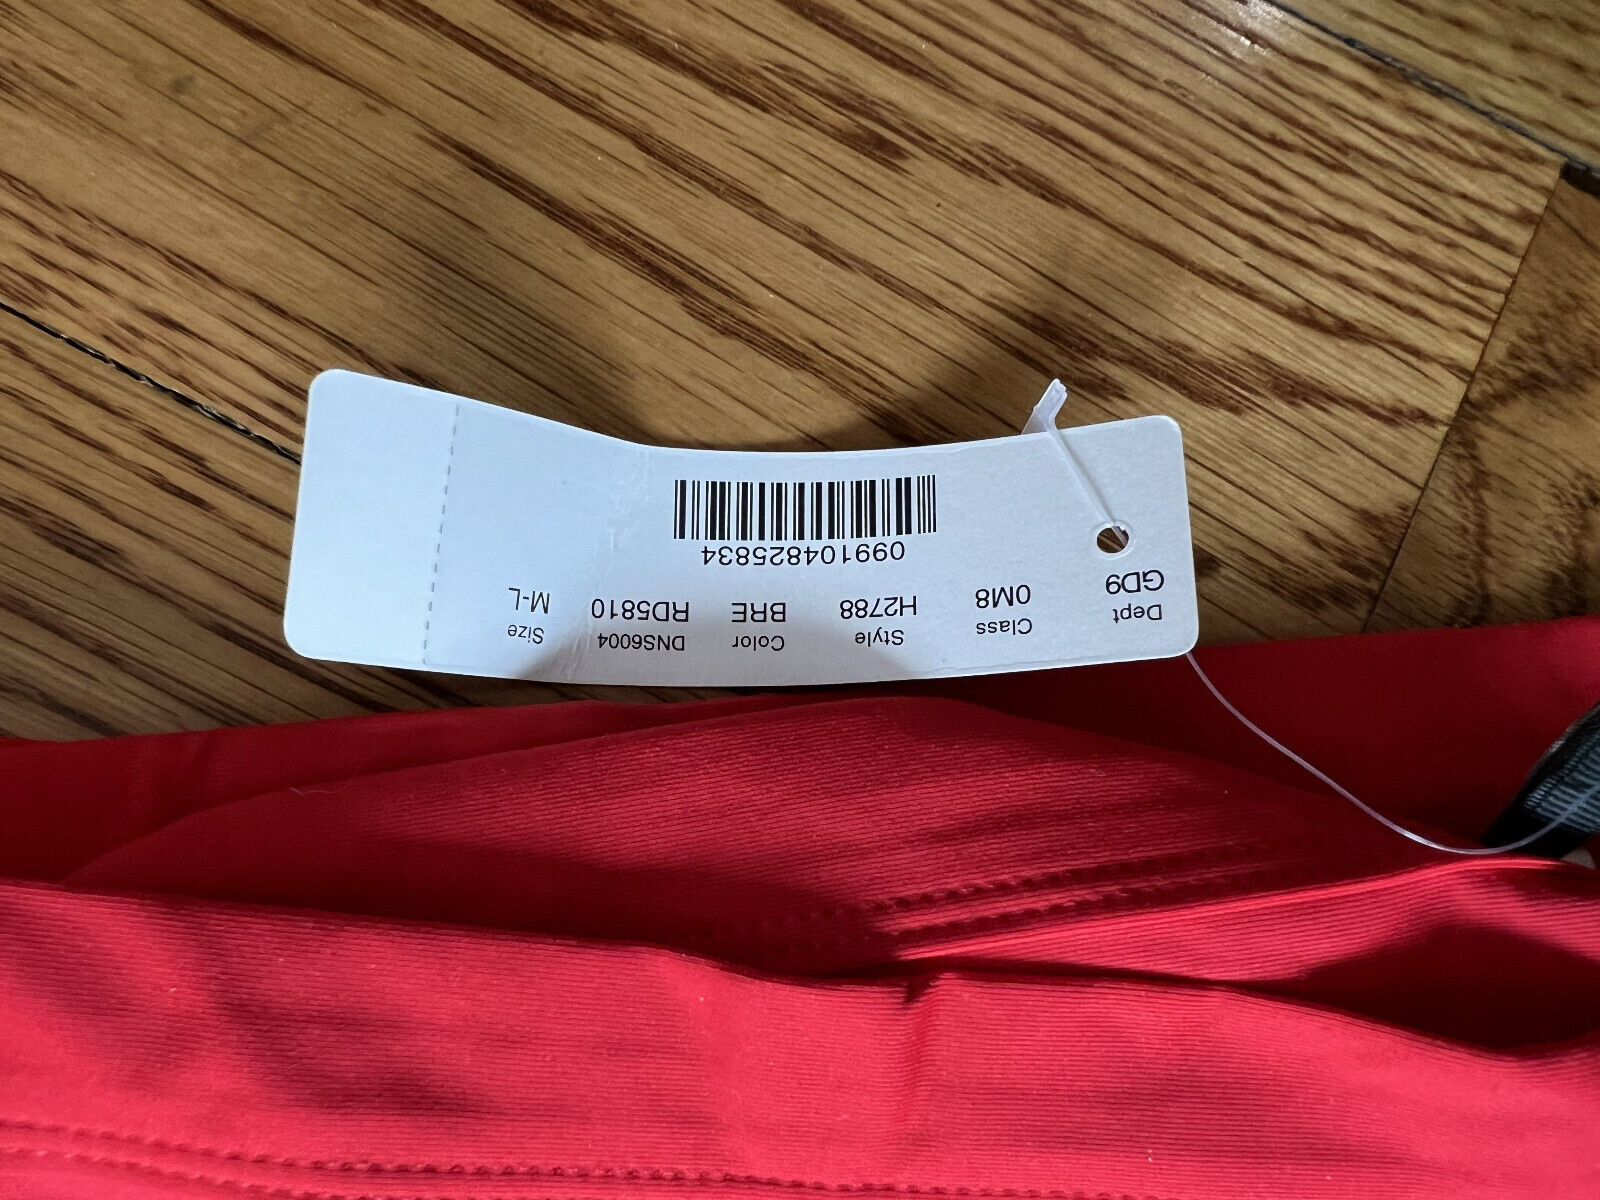 Dept Class Style Color DNS6004 Size
GD9 0M8 H2788 BRE RD5810 M-L
099104825834